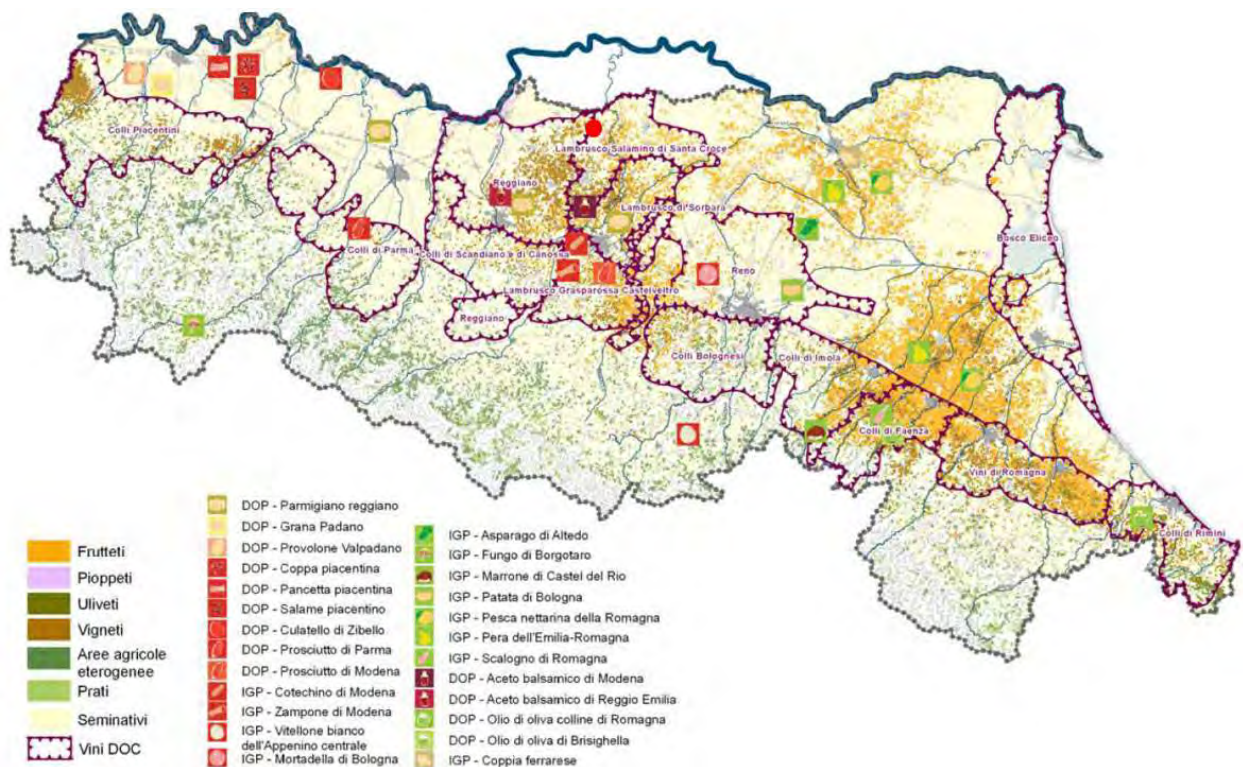 Colli Piacentini
Lambrusco Salamino di Santa Croce
Reggiano
Lambrusco di Sorbara
Colli di Parma
Colli di Scandiano e di Canossa
Reno
Bosco Eliceo
Lambrusco Grasparossa Castelvetro
Reggiano
Colli Bolognesi
Colli di Imola
Colli di Faenza
Vini di Romagna
Colli di Rimini
Frutteti
Pioppeti
Uliveti
Vigneti
Aree agricole
eterogenee
Prati
Seminativi
Vini DOC
DOP - Parmigiano reggiano
DOP - Grana Padano
DOP - Provolone Valpadano
DOP - Coppa piacentina
DOP - Pancetta piacentina
DOP - Salame piacentino
DOP - Culatello di Zibello
DOP - Prosciutto di Parma
DOP - Prosciutto di Modena
IGP - Cotechino di Modena
IGP - Zampone di Modena
IGP - Vitellone bianco
dell'Appenino centrale
IGP - Mortadella di Bologna
IGP - Asparago di Altedo
IGP - Fungo di Borgotaro
IGP - Marrone di Castel del Rio
IGP - Patata di Bologna
IGP - Pesca nettarina della Romagna
IGP - Pera dell'Emilia-Romagna
IGP - Scalogno di Romagna
DOP - Aceto balsamico di Modena
DOP - Aceto balsamico di Reggio Emilia
DOP - Olio di oliva colline di Romagna
DOP - Olio di oliva di Brisighella
IGP - Coppia ferrarese